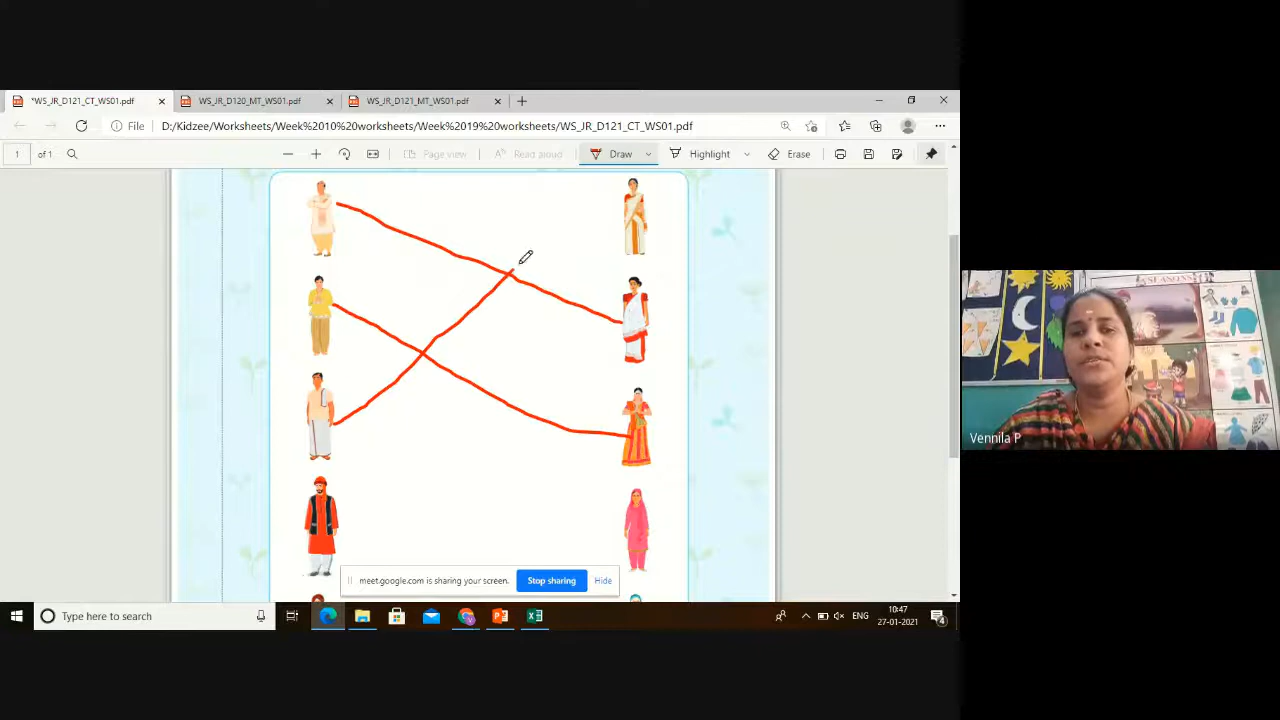 *WS_JR_D121_CT_WS01.pdf WS_JR_D120_MT_WS01.pdf WS_JR_D121_MT_WS01.pdf
File D:/Kidzee/Worksheets/Week%2010%20worksheets/Week%2019%20worksheets/WS_JR_D121_CT_WS01.pdf
1 of 1 Page view Read aloud Draw Highlight Erase
SEASONS
Vennila P
meet.google.com is sharing your screen. Stop sharing Hide
Type here to search
ENG
10:47
27-01-2021
4